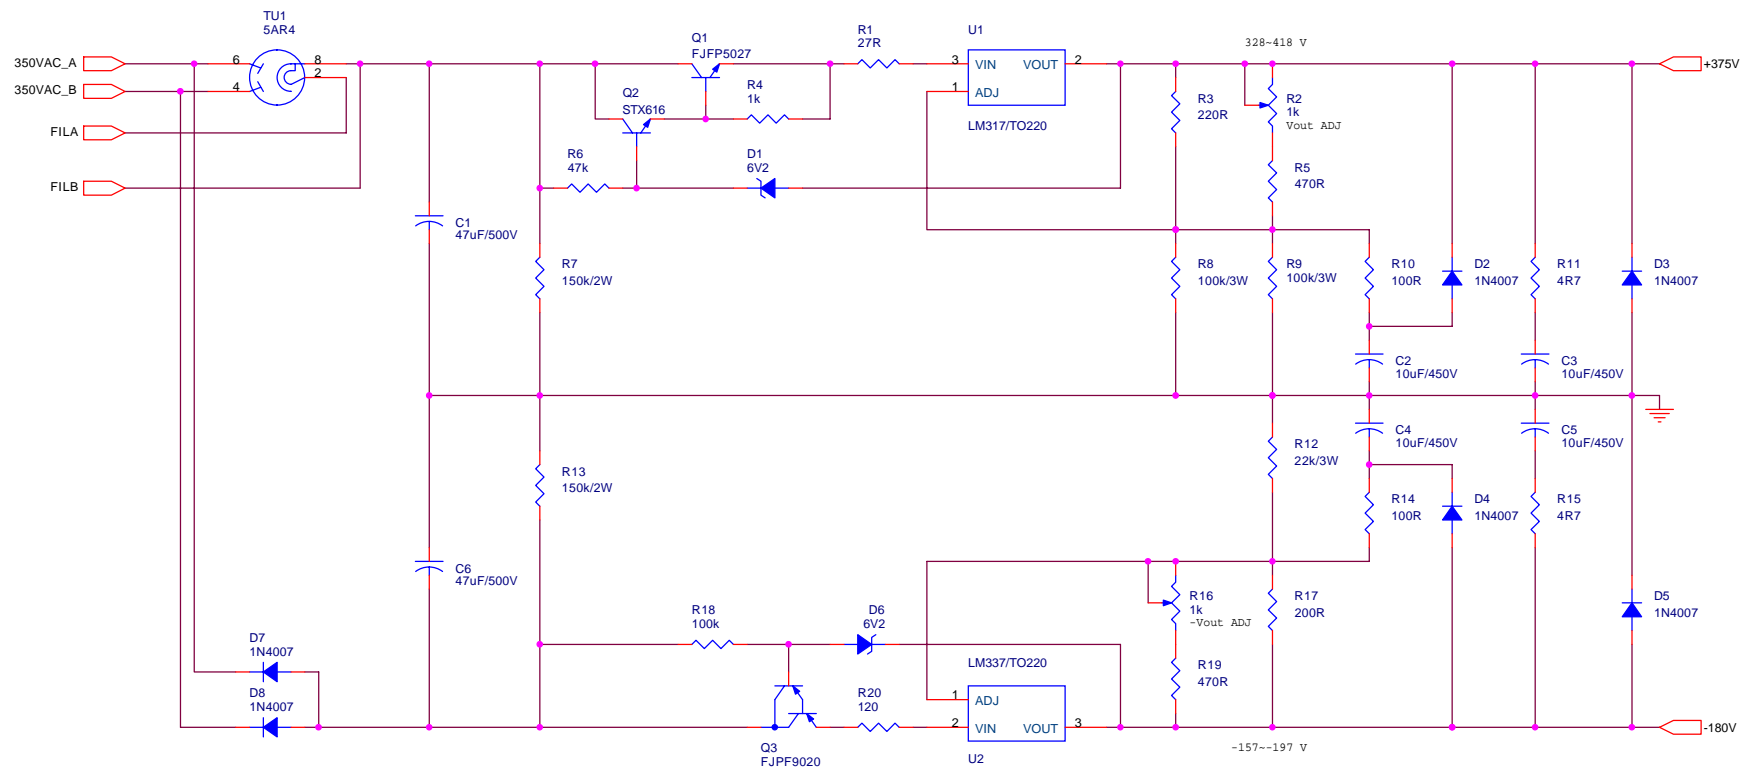 TU1
5AR4
350VAC_A
6
8
2
350VAC_B
4
FILA
FILB
Q1
FJFP5027
R1
27R
U1
328~418 V
3
VIN
VOUT
2
+375V
1
ADJ
LM317/TO220
Q2
STX616
R4
1k
R3
220R
R2
1k
Vout ADJ
R6
47k
D1
6V2
R5
470R
C1
47uF/500V
R7
150k/2W
R8
100k/3W
R9
100k/3W
R10
100R
D2
1N4007
R11
4R7
D3
1N4007
C2
10uF/450V
C3
10uF/450V
C4
10uF/450V
C5
10uF/450V
R12
22k/3W
R13
150k/2W
R14
100R
D4
1N4007
R15
4R7
C6
47uF/500V
R16
1k
-Vout ADJ
R17
200R
D5
1N4007
R18
100k
D6
6V2
D7
1N4007
D8
1N4007
R19
470R
LM337/TO220
1
ADJ
R20
120
2
VIN
VOUT
3
-180V
Q3
FJPF9020
U2
-157~-197 V